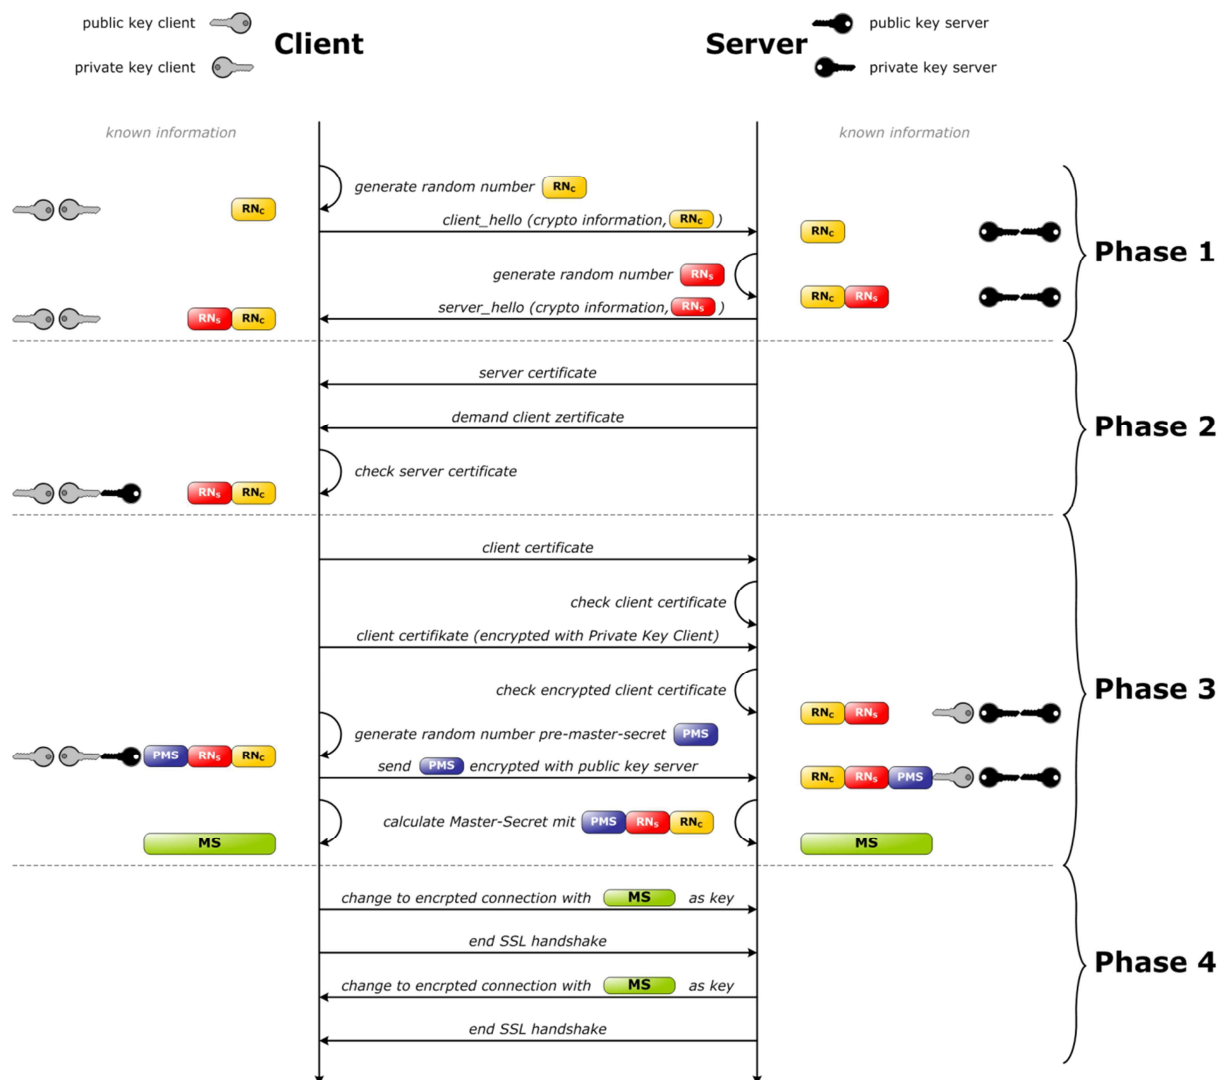 public key client
Client
Server
public key server
private key client
private key server
known information
known information
generate random number RNC
RNC
client_hello (crypto information, RNC )
RNC
Phase 1
generate random number RNS
RNC RNS
server_hello (crypto information, RNS )
RNS RNC
server certificate
demand client zertificate
Phase 2
check server certificate
RNS RNC
client certificate
check client certificate
client certifikate (encrypted with Private Key Client)
check encrypted client certificate
Phase 3
RNC RNS
generate random number pre-master-secret PMS
PMS RNS RNC
send PMS encrypted with public key server
RNC RNS PMS
calculate Master-Secret mit PMS RNS RNC
MS
MS
change to encrpted connection with MS as key
end SSL handshake
Phase 4
change to encrpted connection with MS as key
end SSL handshake